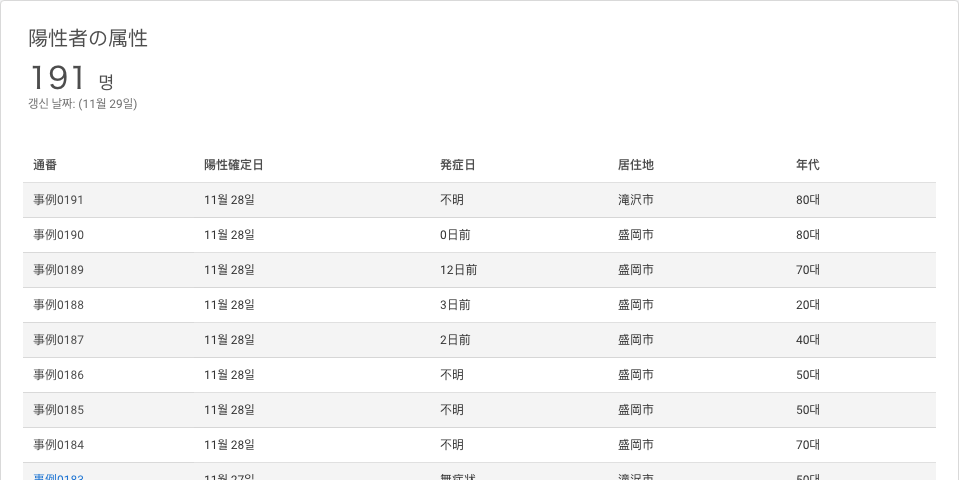 陽性者の属性
191 명
갱신 날짜: (11월 29일)
通番 陽性確定日 発症日 居住地 年代
事例0191 11월 28일 不明 滝沢市 80대
事例0190 11월 28일 0日前 盛岡市 80대
事例0189 11월 28일 12日前 盛岡市 70대
事例0188 11월 28일 3日前 盛岡市 20대
事例0187 11월 28일 2日前 盛岡市 40대
事例0186 11월 28일 不明 盛岡市 50대
事例0185 11월 28일 不明 盛岡市 50대
事例0184 11월 28일 不明 盛岡市 70대
事例0183 11월 27일 無症状 滝沢市 50대